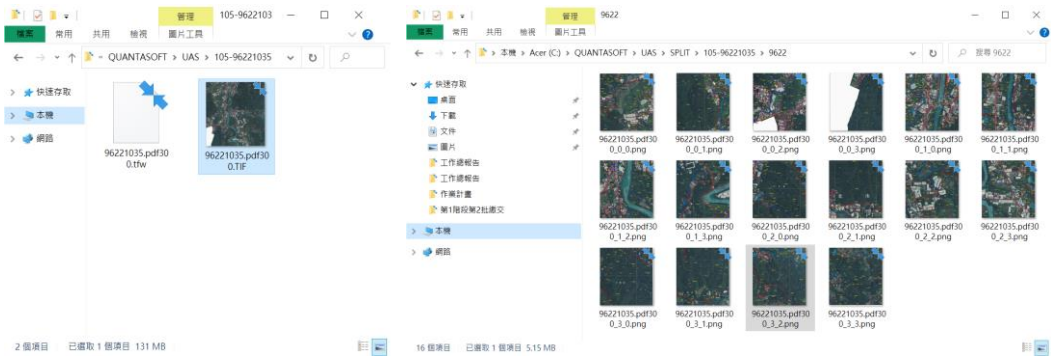 管理
105-9622103
檔案
常用
共用
檢視
圖片工具
QUANTASOFT › UAS › 105-96221035
快速存取
本機
網路
96221035.pdf30
0.tfw
96221035.pdf30
0.TIF
2 個項目
已選取 1 個項目 131 MB
管理
9622
檔案
常用
共用
檢視
圖片工具
本機 › Acer (C:) › QUANTASOFT › UAS › SPLIT › 105-96221035 › 9622
搜尋 9622
快速存取
桌面
下載
文件
圖片
工作總報告
工作總報告
作業計畫
第1階段第2批繳交
本機
網路
96221035.pdf30
0_0_0.png
96221035.pdf30
0_0_1.png
96221035.pdf30
0_0_2.png
96221035.pdf30
0_0_3.png
96221035.pdf30
0_1_0.png
96221035.pdf30
0_1_1.png
96221035.pdf30
0_1_2.png
96221035.pdf30
0_1_3.png
96221035.pdf30
0_2_0.png
96221035.pdf30
0_2_1.png
96221035.pdf30
0_2_2.png
96221035.pdf30
0_2_3.png
96221035.pdf30
0_3_0.png
96221035.pdf30
0_3_1.png
96221035.pdf30
0_3_2.png
96221035.pdf30
0_3_3.png
16 個項目
已選取 1 個項目 5.15 MB